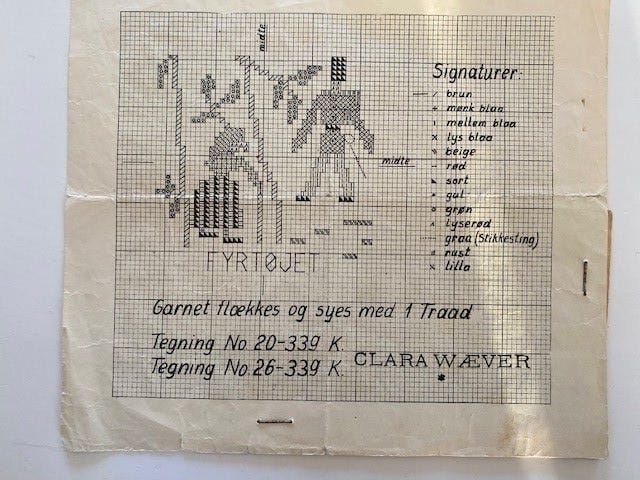 midte
Signaturer:
brun
mørk blaa
mellem blaa
lys blaa
beige
midte
rød
sort
gul
grøn
lyserød
graa (Stikkesting)
rust
lilla
FYRTØJET
Garnet flækkes og syes med 1 Traad
Tegning No. 20-339 K.
Tegning No. 26-339 K.
CLARA WÆVER